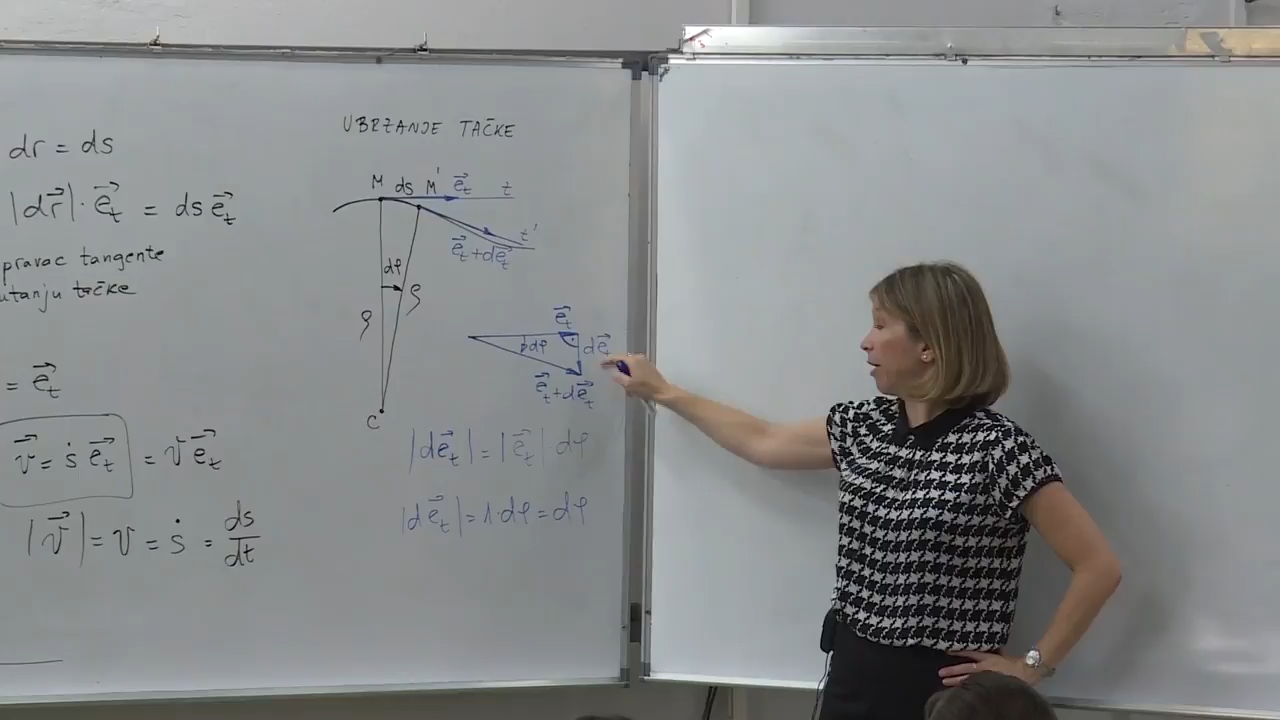 dr = ds
|dr⃗|·e⃗t = ds e⃗t
pravac tangente
utanju tačke
= e⃗t
v⃗ = ṡ e⃗t = v e⃗t
|v⃗| = v = ṡ = ds/dt
UBRZANJE TAČKE
M ds M' e⃗t t
t'
e⃗t+de⃗t
dφ
ρ ρ
C
e⃗t
dφ de⃗
e⃗t+de⃗t
|de⃗t| = |e⃗t| dφ
|de⃗t| = 1·dφ = dφ